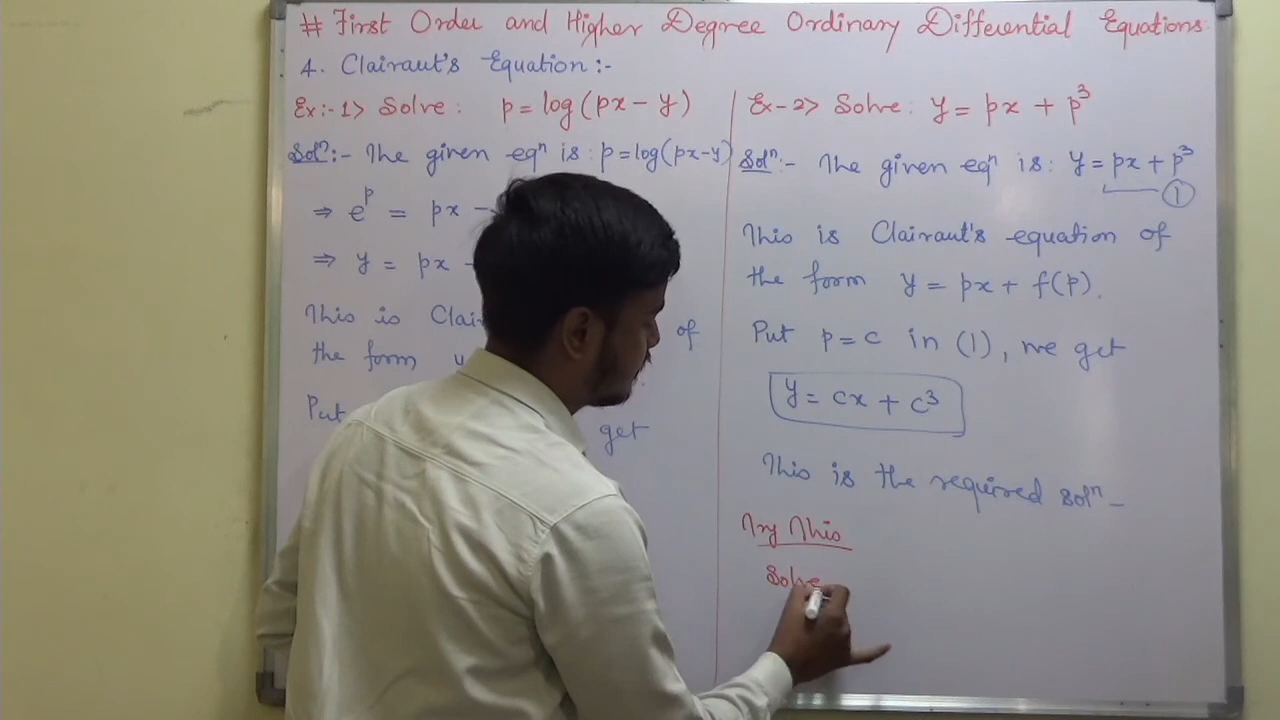 # First Order and Higher Degree Ordinary Differential Equations
4. Clairaut's Equation:-
Ex:-1> Solve: p = log (px - y)
Solⁿ:- The given eqⁿ is: p = log(px-y)
⇒ eᵖ = px -
⇒ y = px -
This is Clai of
the form
Put get
Ex-2> Solve: y = px + p³
Solⁿ:- The given eqⁿ is: y = px + p³
①
This is Clairaut's equation of
the form y = px + f(p).
Put p = c in (1), we get
y = cx + c³
This is the required solⁿ-
Try This
Solve